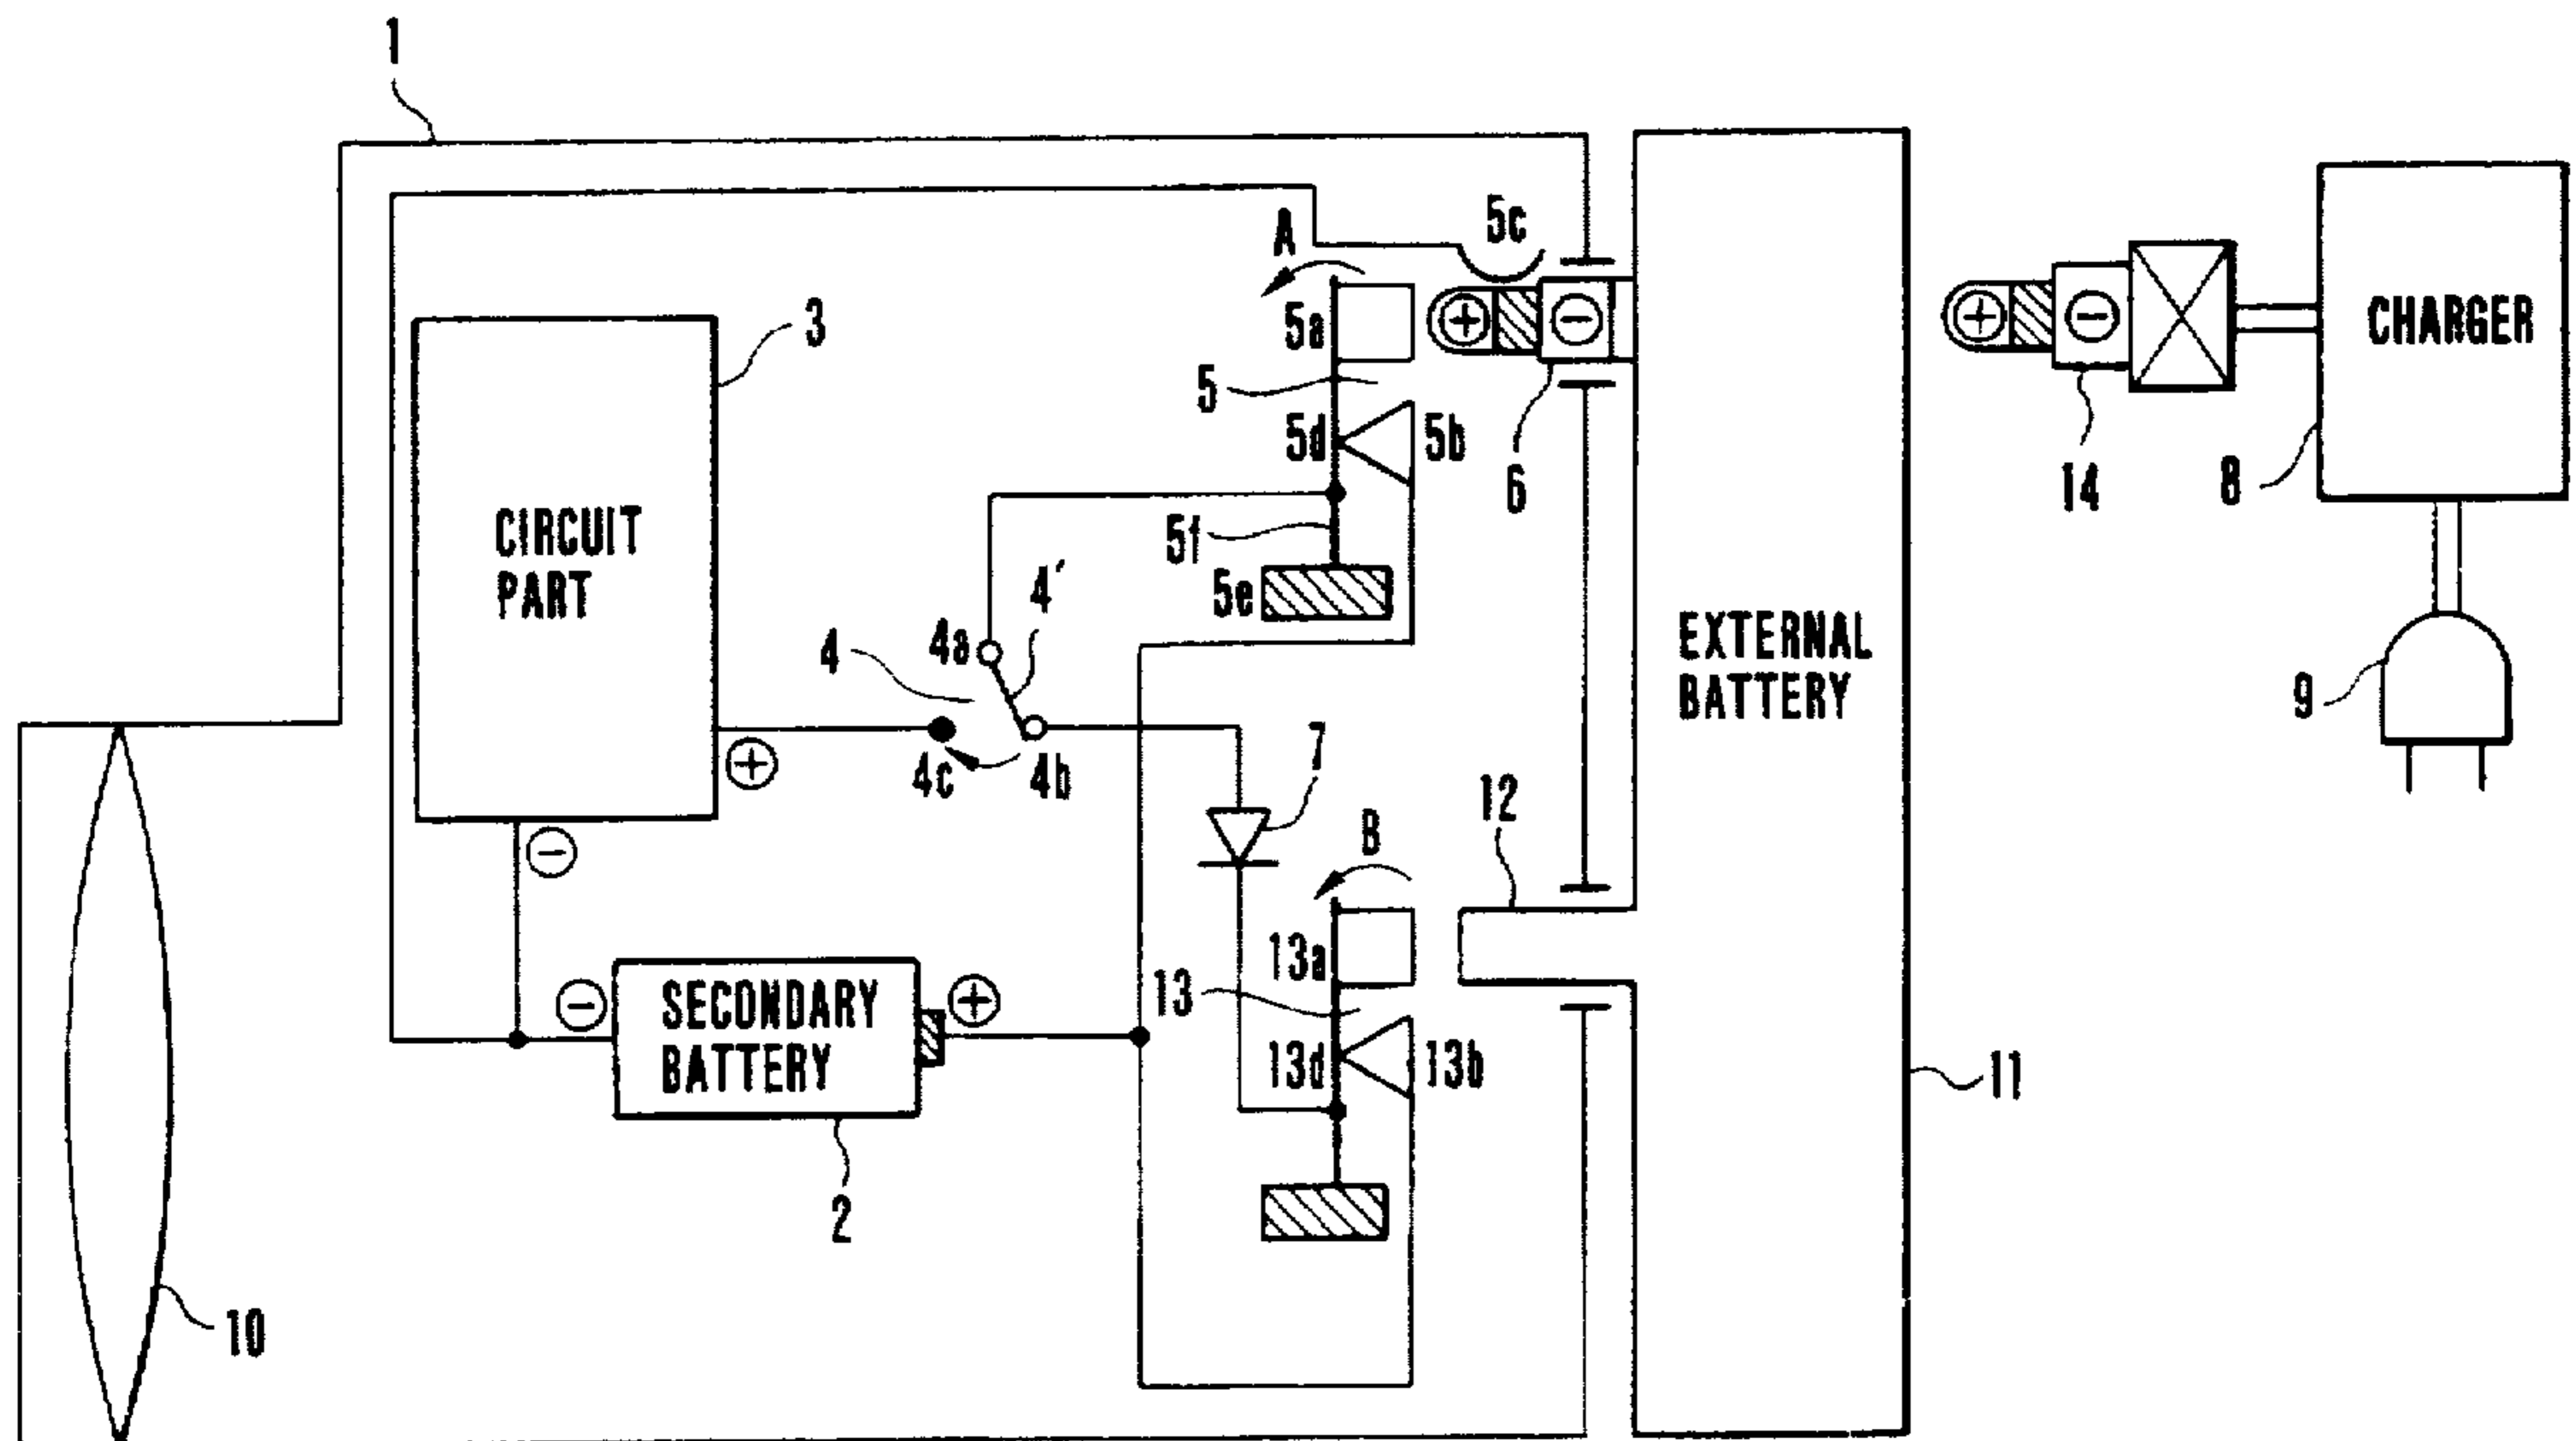 1
A
5c
3
5a
CHARGER
5
5d
5b
6
14
8
CIRCUIT
PART
5f
5e
4'
4a
4
EXTERNAL
BATTERY
9
4c
4b
7
+
12
B
−
13a
SECONDARY
BATTERY
−
+
13
13d
13b
11
2
10
+
−
+
−